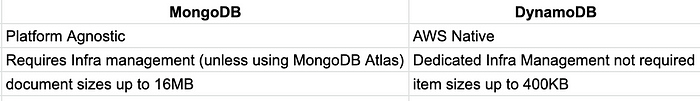 MongoDB DynamoDB
Platform Agnostic AWS Native
Requires Infra management (unless using MongoDB Atlas) Dedicated Infra Management not required
document sizes up to 16MB item sizes up to 400KB